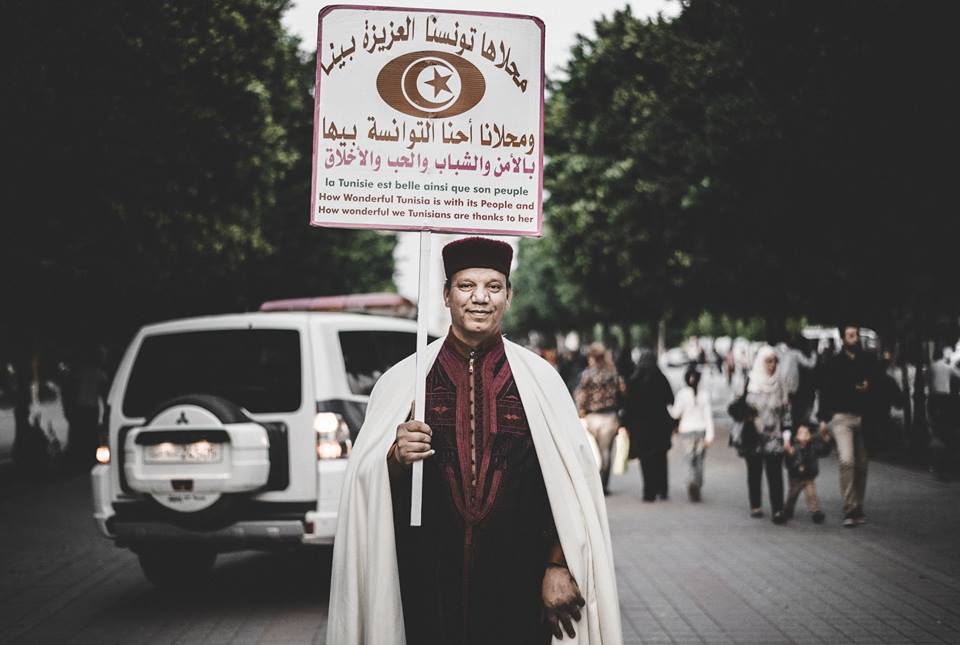 محلاها تونسنا العزيزة بينا
ومحلانا أحنا التوانسة بيها
بالأمن والشباب والحب والأخلاق
la Tunisie est belle ainsi que son peuple
How Wonderful Tunisia is with its People and
How wonderful we Tunisians are thanks to her